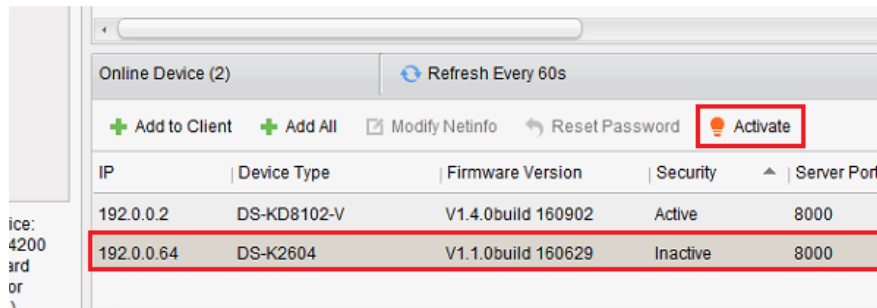 Online Device (2)
Refresh Every 60s
Add to Client
Add All
Modify Netinfo
Reset Password
Activate
IP
Device Type
Firmware Version
Security
Server Port
192.0.0.2 DS-KD8102-V V1.4.0build 160902 Active 8000
192.0.0.64 DS-K2604 V1.1.0build 160629 Inactive 8000
ice:
4200
ard
or